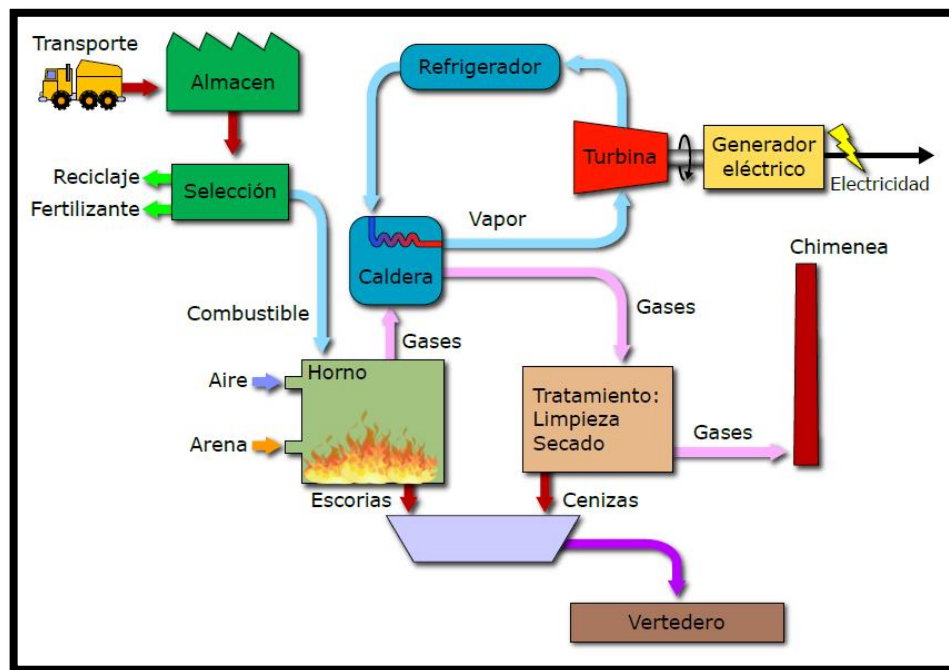 Transporte
Almacen
Refrigerador
Turbina
Generador
eléctrico
Electricidad
Reciclaje
Selección
Fertilizante
Vapor
Caldera
Chimenea
Combustible
Gases
Gases
Horno
Aire
Arena
Tratamiento:
Limpieza
Secado
Gases
Escorias
Cenizas
Vertedero